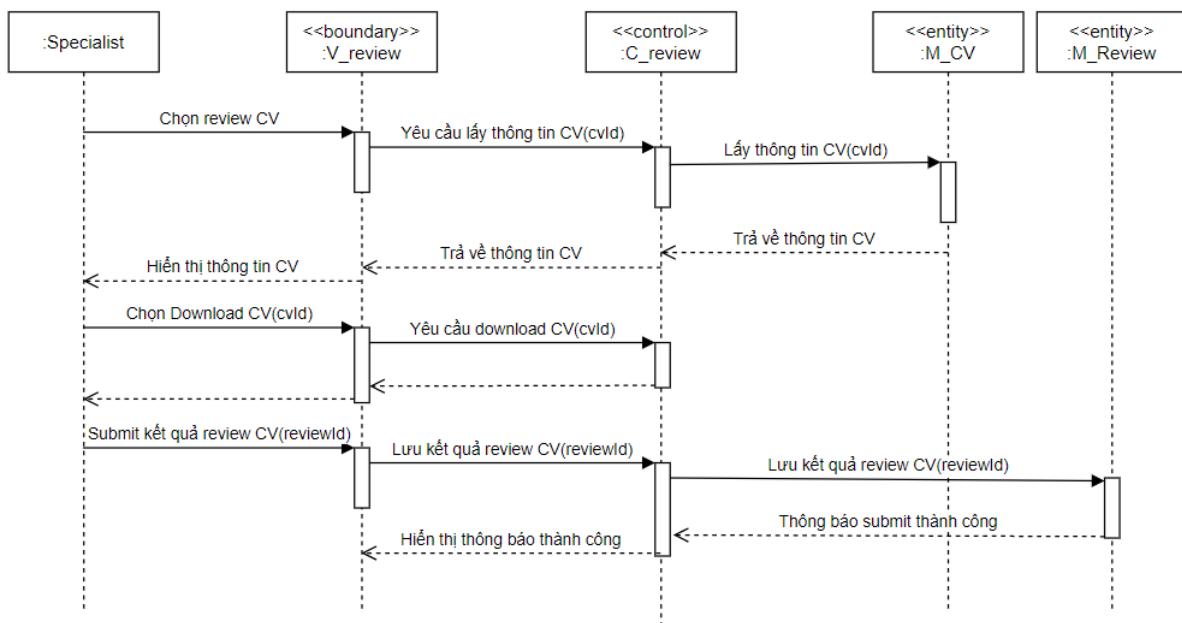 :Specialist
<<boundary>>
:V_review
<<control>>
:C_review
<<entity>>
:M_CV
<<entity>>
:M_Review
Chọn review CV
Yêu cầu lấy thông tin CV(cvId)
Lấy thông tin CV(cvId)
Trả về thông tin CV
Trả về thông tin CV
Hiển thị thông tin CV
Chọn Download CV(cvId)
Yêu cầu download CV(cvId)
Submit kết quả review CV(reviewId)
Lưu kết quả review CV(reviewId)
Lưu kết quả review CV(reviewId)
Thông báo submit thành công
Hiển thị thông báo thành công